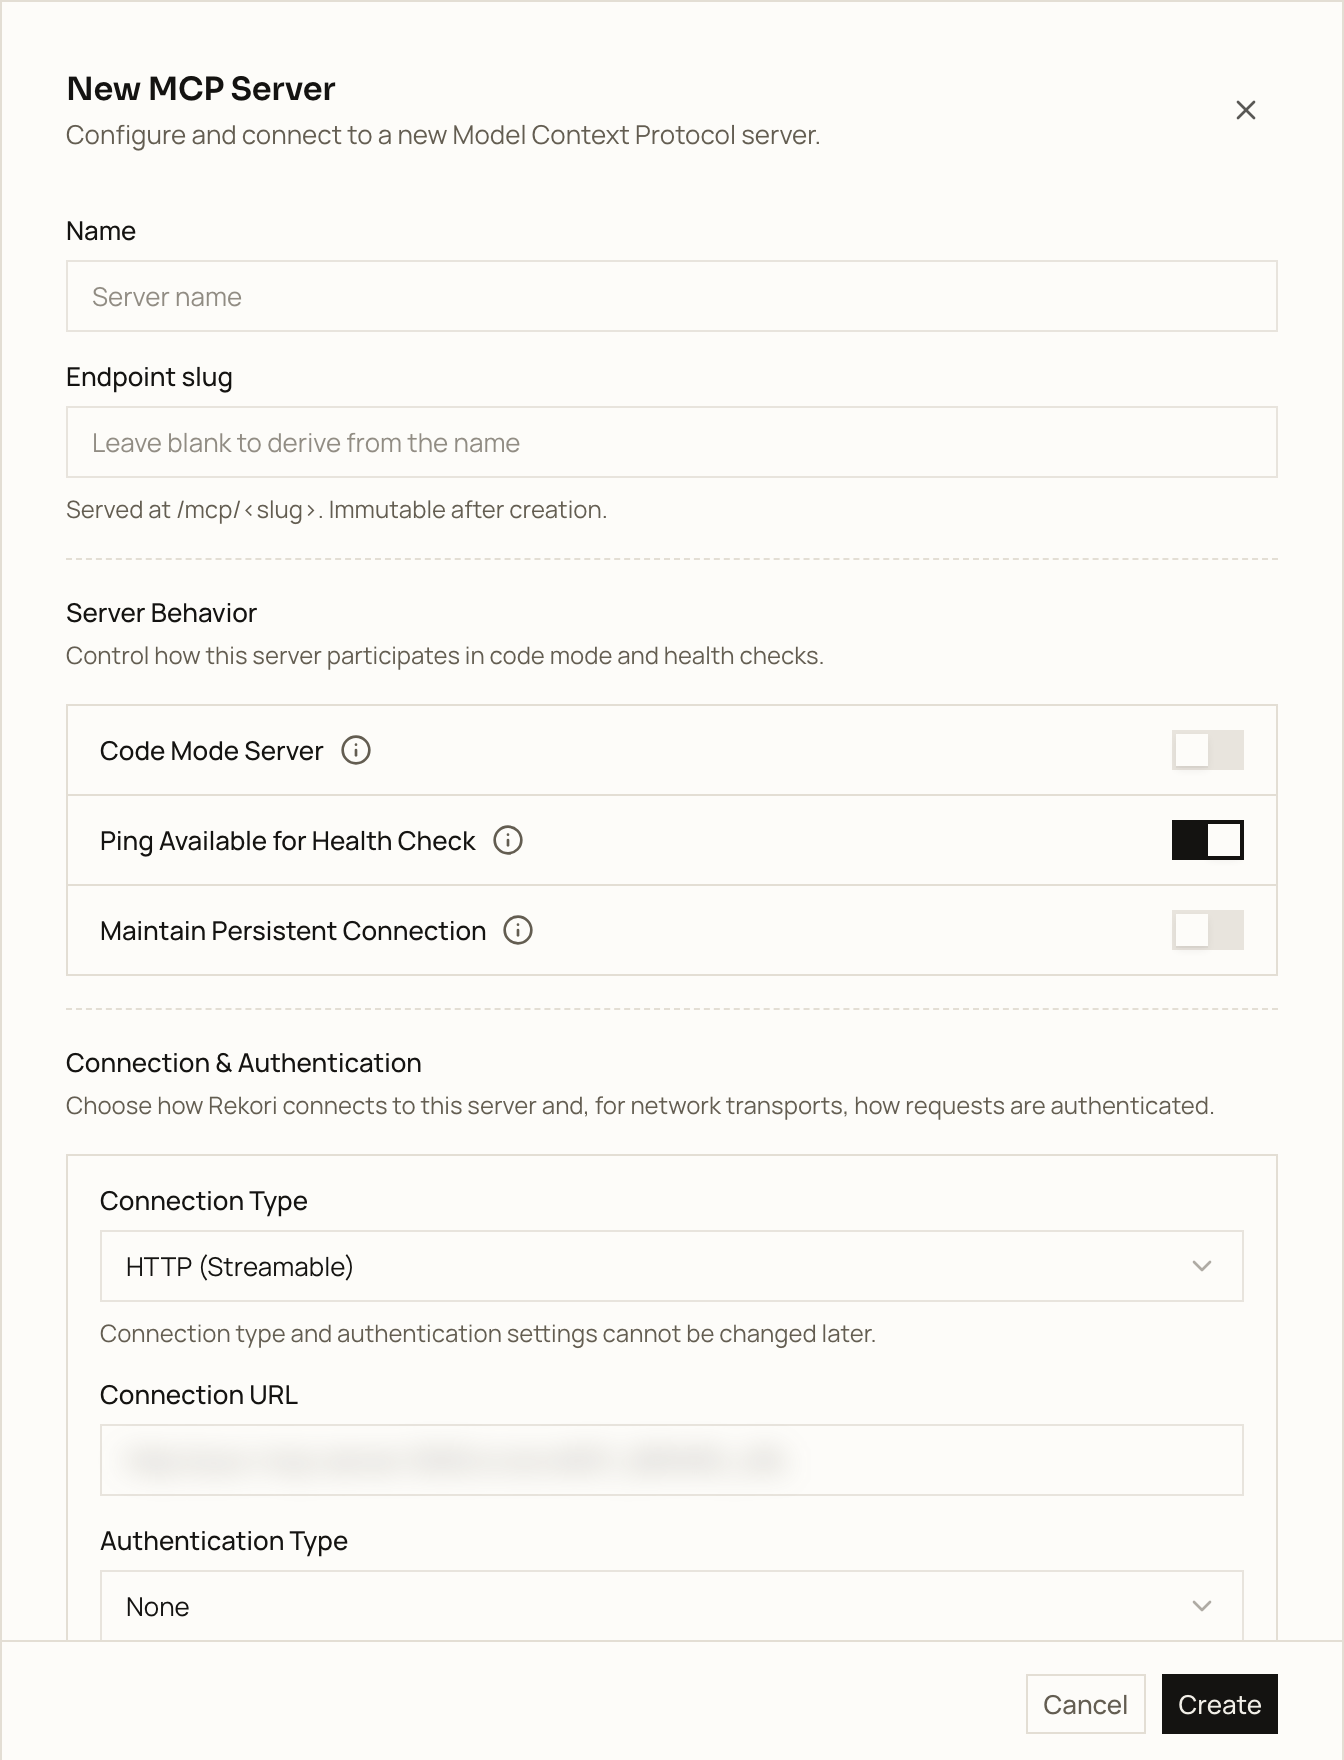 New MCP Server
Configure and connect to a new Model Context Protocol server.
Name
Server name
Endpoint slug
Leave blank to derive from the name
Served at /mcp/<slug>. Immutable after creation.
Server Behavior
Control how this server participates in code mode and health checks.
Code Mode Server
Ping Available for Health Check
Maintain Persistent Connection
Connection & Authentication
Choose how Rekori connects to this server and, for network transports, how requests are authenticated.
Connection Type
HTTP (Streamable)
Connection type and authentication settings cannot be changed later.
Connection URL
Authentication Type
None
Cancel
Create